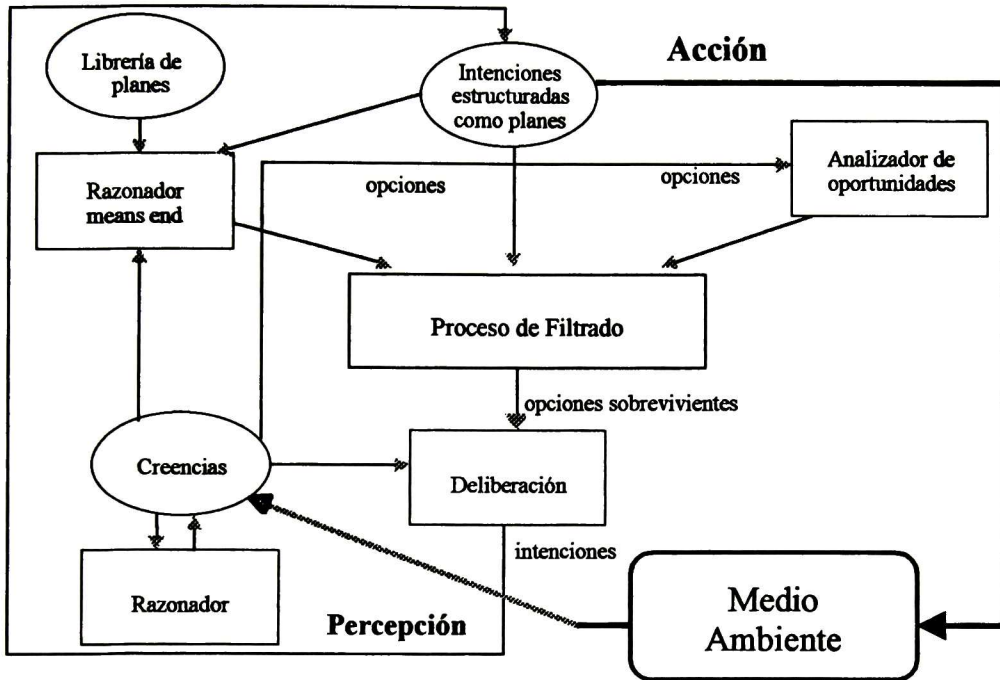 Acción
Librería de
planes
Intenciones
estructuradas
como planes
Razonador
means end
opciones
opciones
Analizador de
oportunidades
Proceso de Filtrado
opciones sobrevivientes
Creencias
Deliberación
intenciones
Razonador
Percepción
Medio
Ambiente